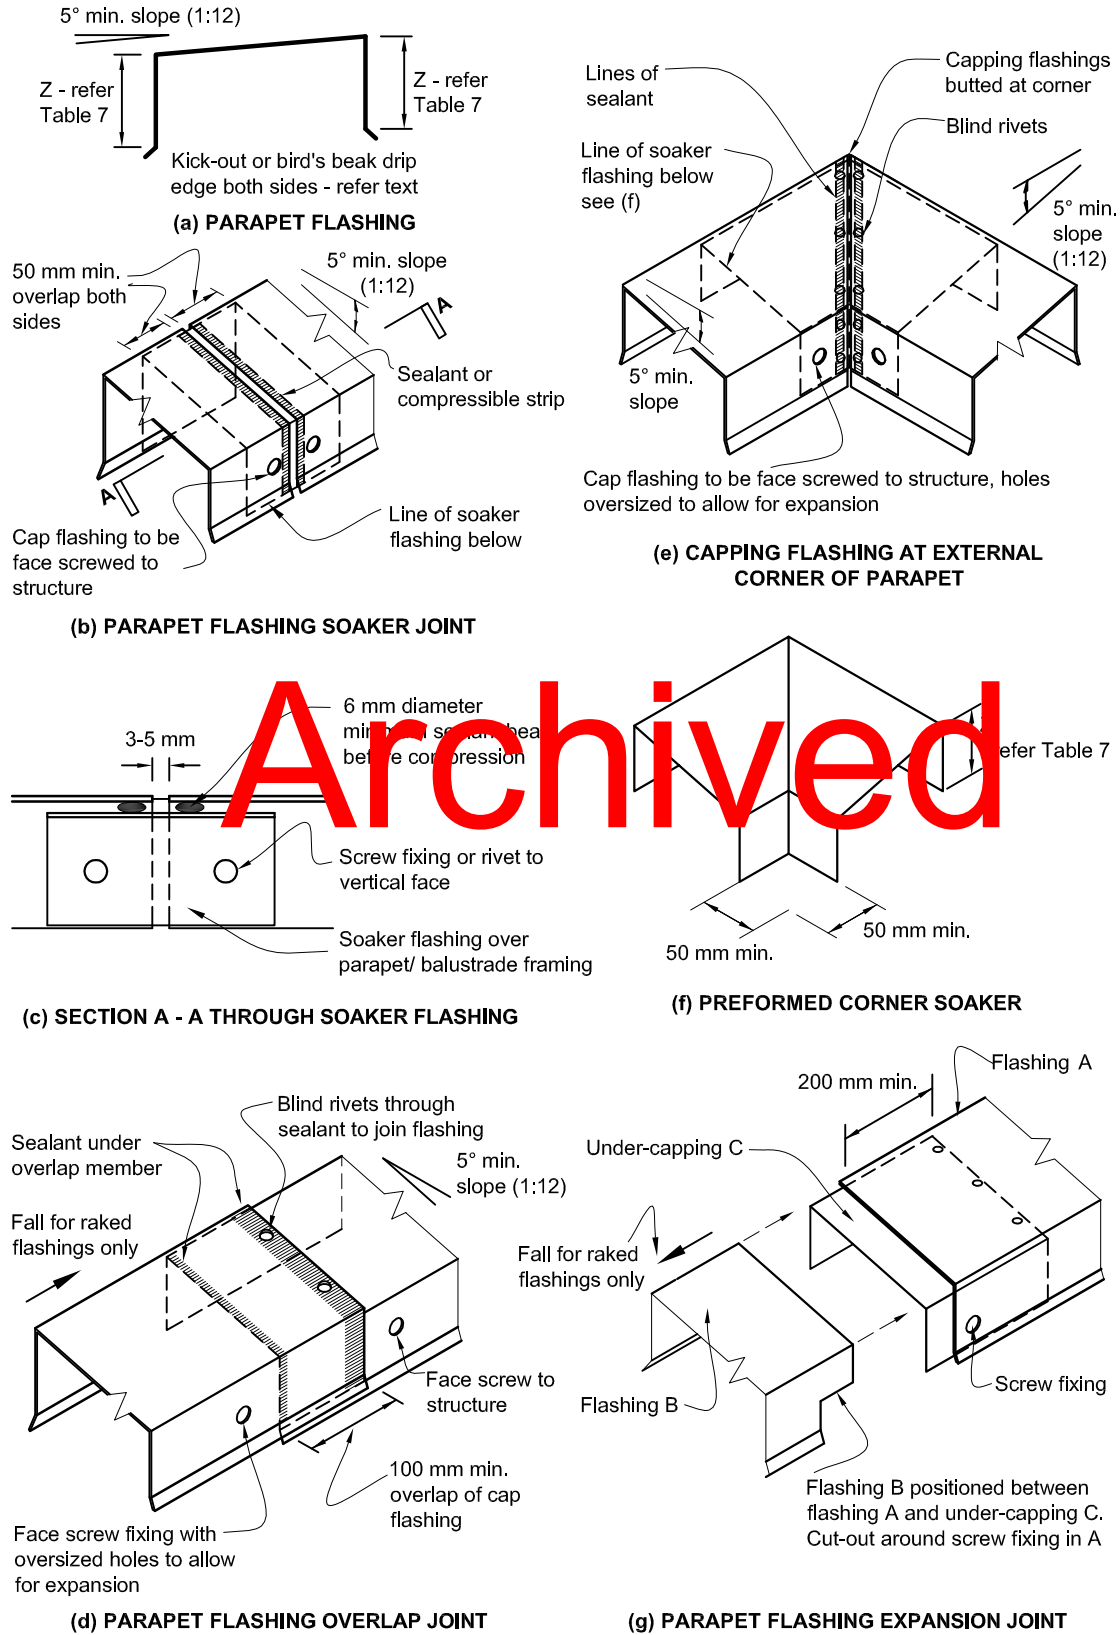 5° min. slope (1:12)
Z - refer
Table 7
Z - refer
Table 7
Kick-out or bird's beak drip
edge both sides - refer text
(a) PARAPET FLASHING
50 mm min.
overlap both
sides
5° min. slope
(1:12)
A
Sealant or
compressible strip
A
Cap flashing to be
face screwed to
structure
Line of soaker
flashing below
(b) PARAPET FLASHING SOAKER JOINT
Lines of
sealant
Capping flashings
butted at corner
Blind rivets
Line of soaker
flashing below
see (f)
5° min.
slope
(1:12)
5° min.
slope
Cap flashing to be face screwed to structure, holes
oversized to allow for expansion
(e) CAPPING FLASHING AT EXTERNAL
CORNER OF PARAPET
Archived
3-5 mm
6 mm diameter
before compression
Screw fixing or rivet to
vertical face
Soaker flashing over
parapet/ balustrade framing
(c) SECTION A - A THROUGH SOAKER FLASHING
refer Table 7
50 mm min.
50 mm min.
(f) PREFORMED CORNER SOAKER
Blind rivets through
sealant to join flashing
Sealant under
overlap member
5° min.
slope (1:12)
Fall for raked
flashings only
Face screw to
structure
100 mm min.
overlap of cap
flashing
Face screw fixing with
oversized holes to allow
for expansion
(d) PARAPET FLASHING OVERLAP JOINT
Flashing A
200 mm min.
Under-capping C
Fall for raked
flashings only
Flashing B
Screw fixing
Flashing B positioned between
flashing A and under-capping C.
Cut-out around screw fixing in A
(g) PARAPET FLASHING EXPANSION JOINT